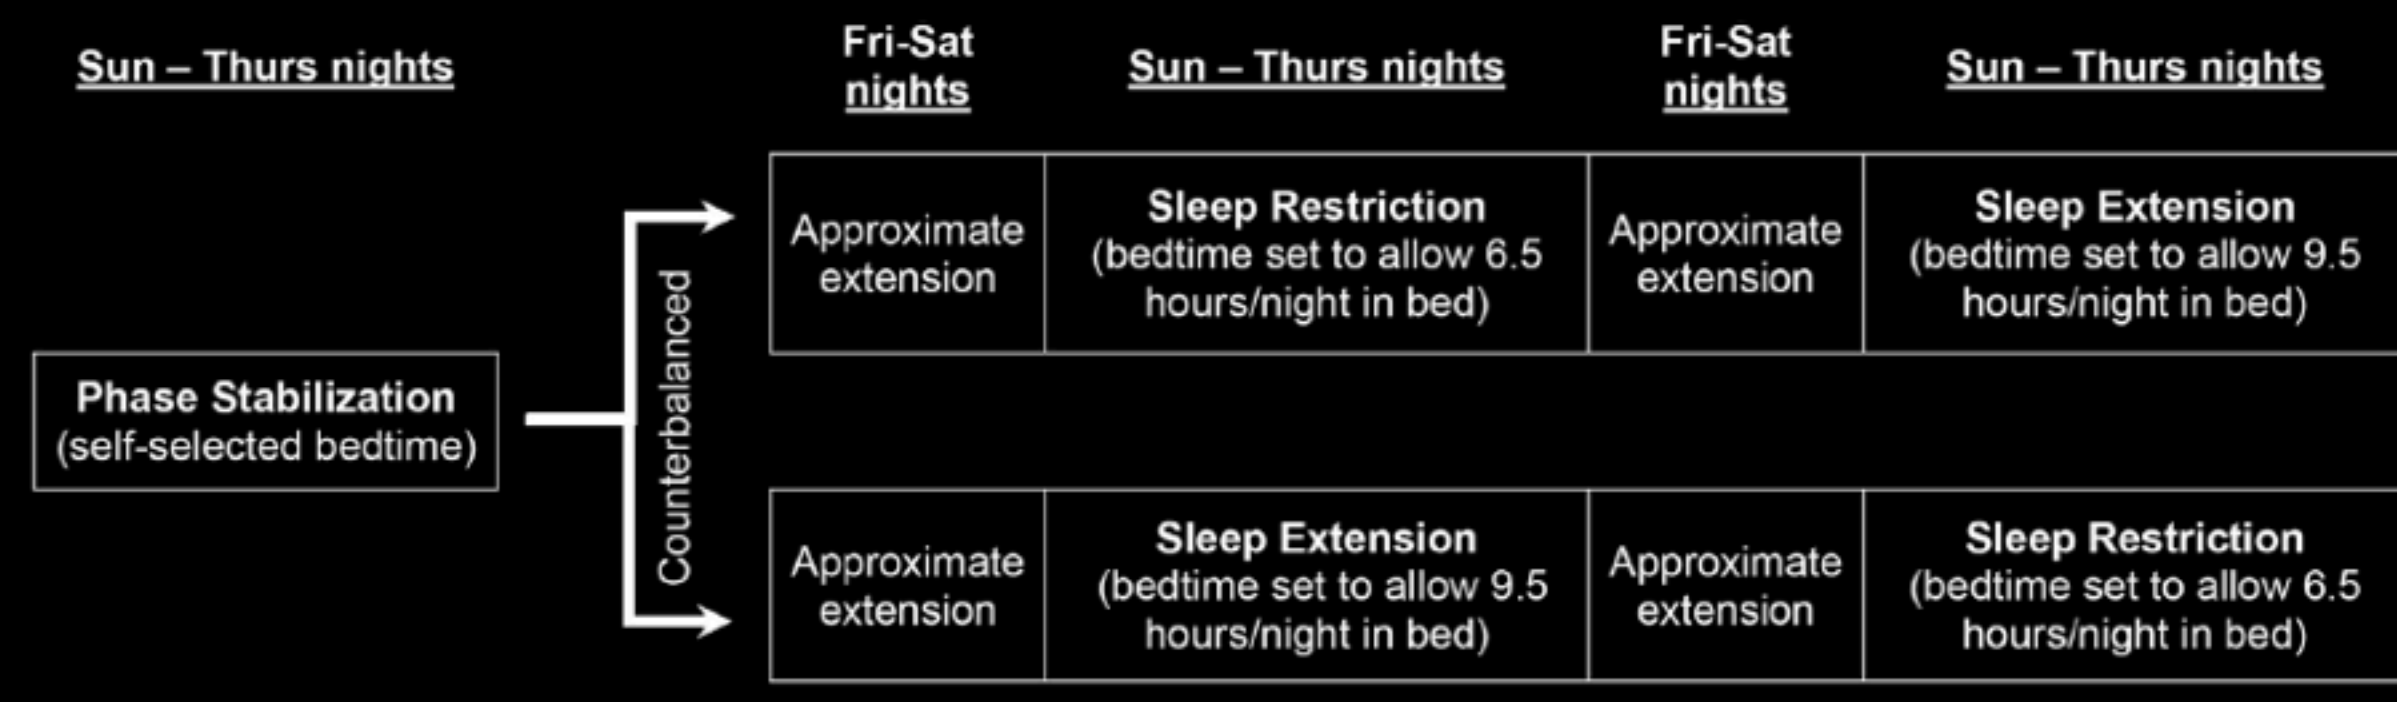 Sun – Thurs nights
Fri-Sat
nights
Sun – Thurs nights
Fri-Sat
nights
Sun – Thurs nights
Phase Stabilization
(self-selected bedtime)
Counterbalanced
Approximate
extension
Sleep Restriction
(bedtime set to allow 6.5
hours/night in bed)
Approximate
extension
Sleep Extension
(bedtime set to allow 9.5
hours/night in bed)
Approximate
extension
Sleep Extension
(bedtime set to allow 9.5
hours/night in bed)
Approximate
extension
Sleep Restriction
(bedtime set to allow 6.5
hours/night in bed)